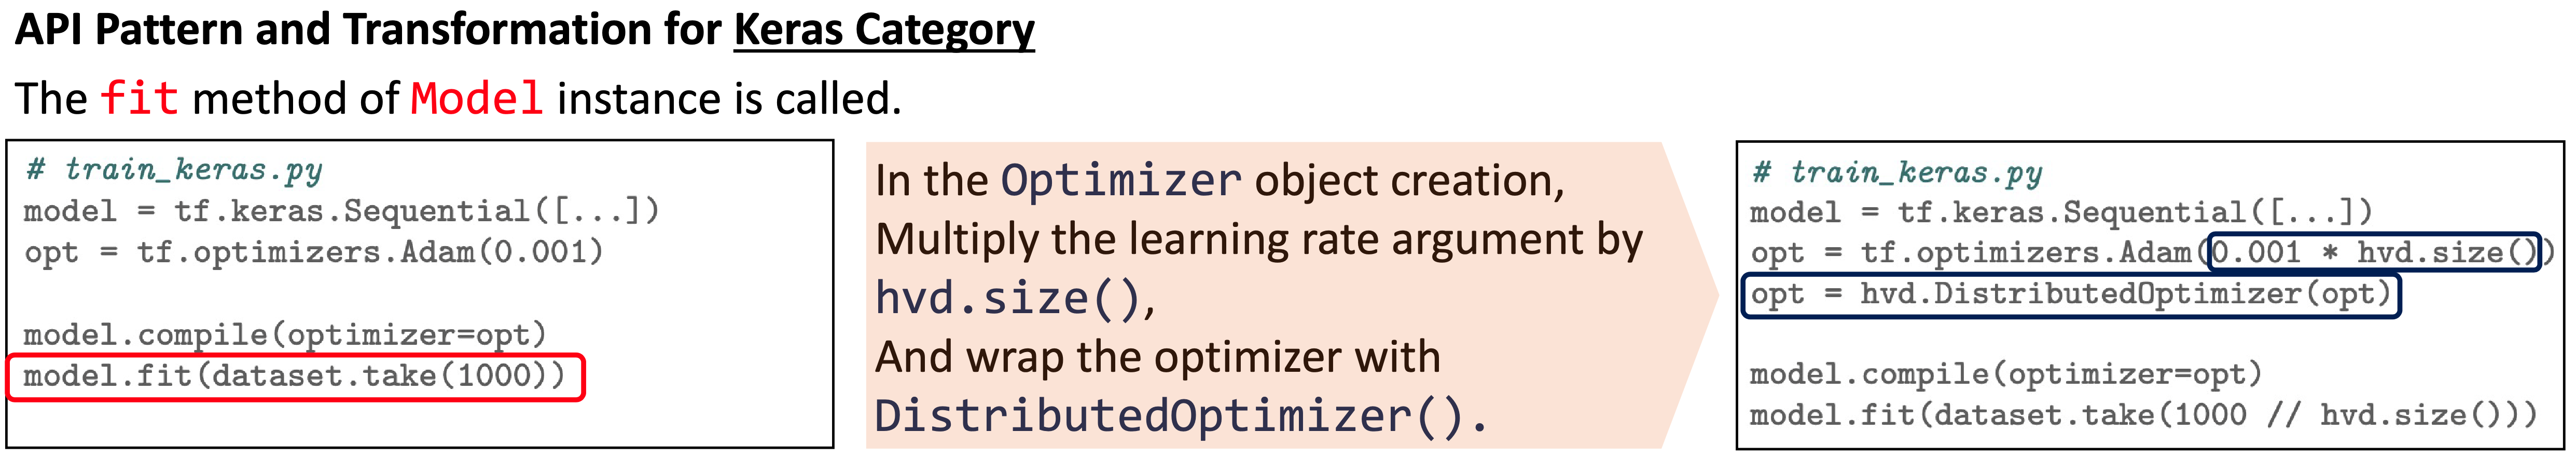 API Pattern and Transformation for Keras Category
The fit method of Model instance is called.
# train_keras.py
model = tf.keras.Sequential([...])
opt = tf.optimizers.Adam(0.001)
model.compile(optimizer=opt)
model.fit(dataset.take(1000))
In the Optimizer object creation,
Multiply the learning rate argument by
hvd.size(),
And wrap the optimizer with
DistributedOptimizer().
# train_keras.py
model = tf.keras.Sequential([...])
opt = tf.optimizers.Adam(0.001 * hvd.size())
opt = hvd.DistributedOptimizer(opt)
model.compile(optimizer=opt)
model.fit(dataset.take(1000 // hvd.size()))